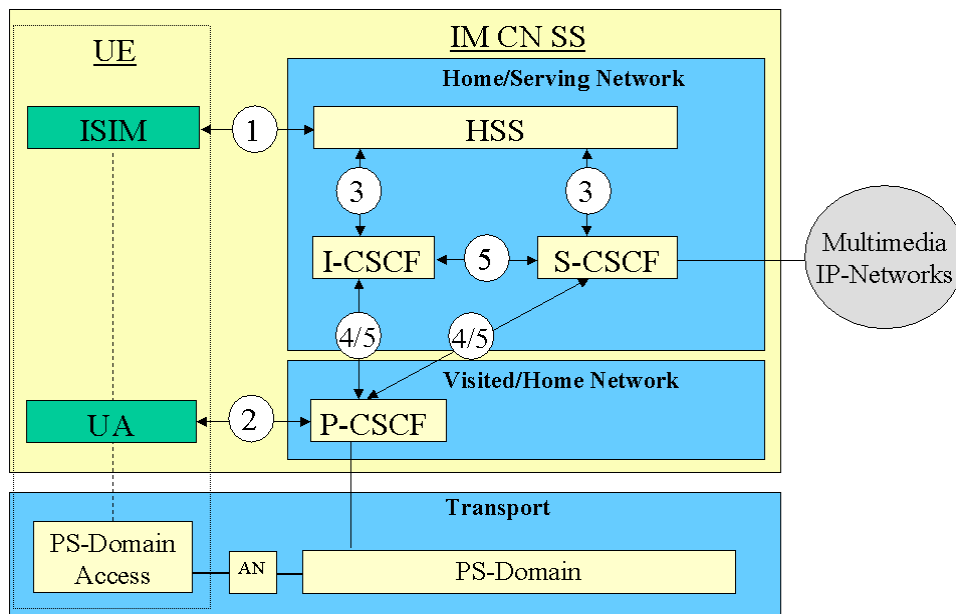 UE
IM CN SS
Home/Serving Network
ISIM
1
HSS
3
3
I-CSCF
5
S-CSCF
Multimedia
IP-Networks
4/5
4/5
Visited/Home Network
UA
2
P-CSCF
Transport
PS-Domain
Access
AN
PS-Domain